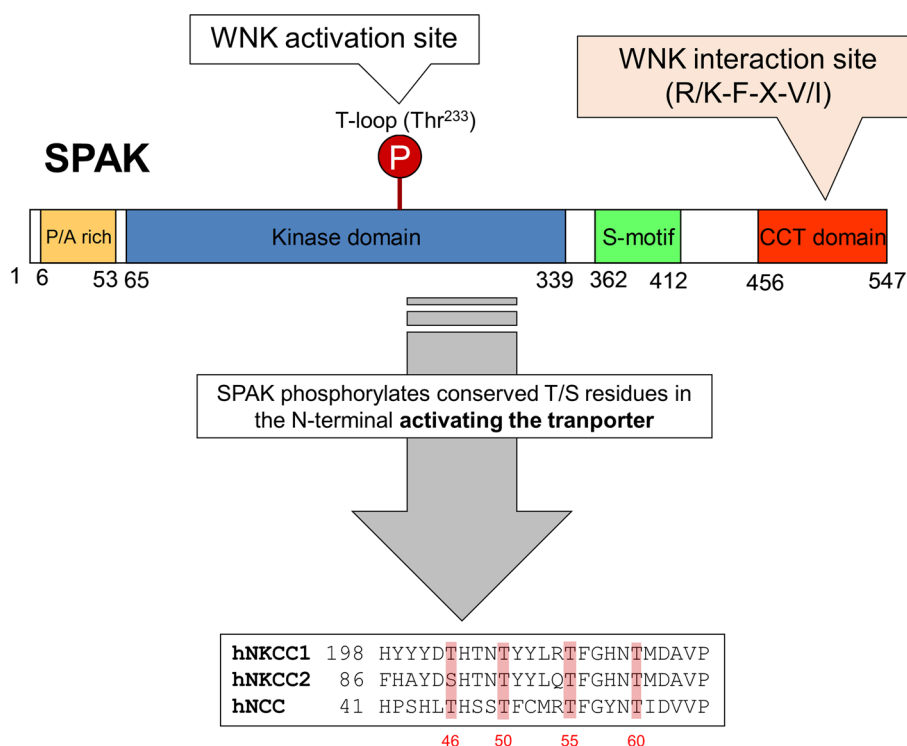 WNK activation site
WNK interaction site
(R/K-F-X-V/I)
T-loop (Thr²³³)
P
SPAK
P/A rich
Kinase domain
S-motif
CCT domain
1 6 53 65 339 362 412 456 547
SPAK phosphorylates conserved T/S residues in
the N-terminal activating the tranporter
hNKCC1 198 HYYYDTHTNTYYLRTFGHNTMDAVP
hNKCC2 86 FHAYDSHTNTYYLQTFGHNTMDAVP
hNCC 41 HPSHLTHSSTFCMRTFGYNTIDVVP
46 50 55 60